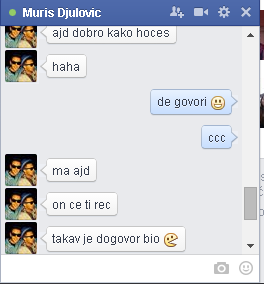 Muris Djulovic
ajd dobro kako hoces
haha
de govori
ccc
ma ajd
on ce ti rec
takav je dogovor bio